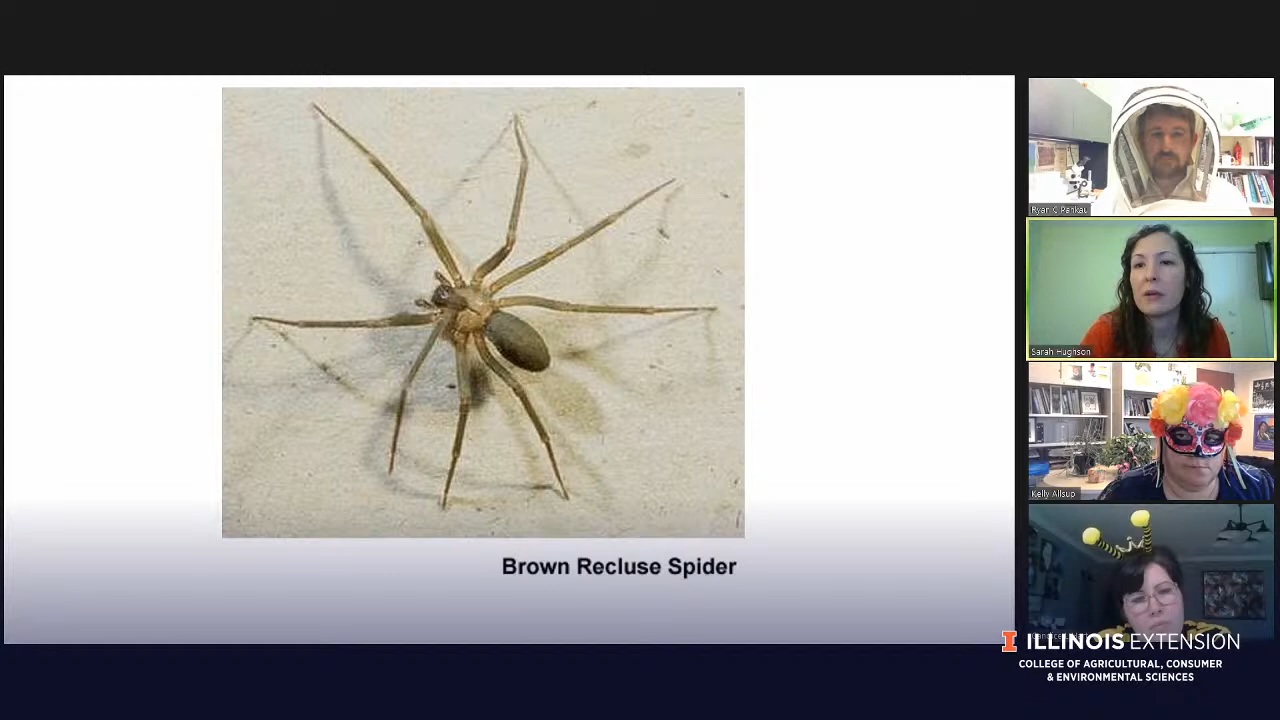 Brown Recluse Spider
Ryan C Pankau
Sarah Hughson
Kelly Allsup
I ILLINOIS EXTENSION
COLLEGE OF AGRICULTURAL, CONSUMER
& ENVIRONMENTAL SCIENCES